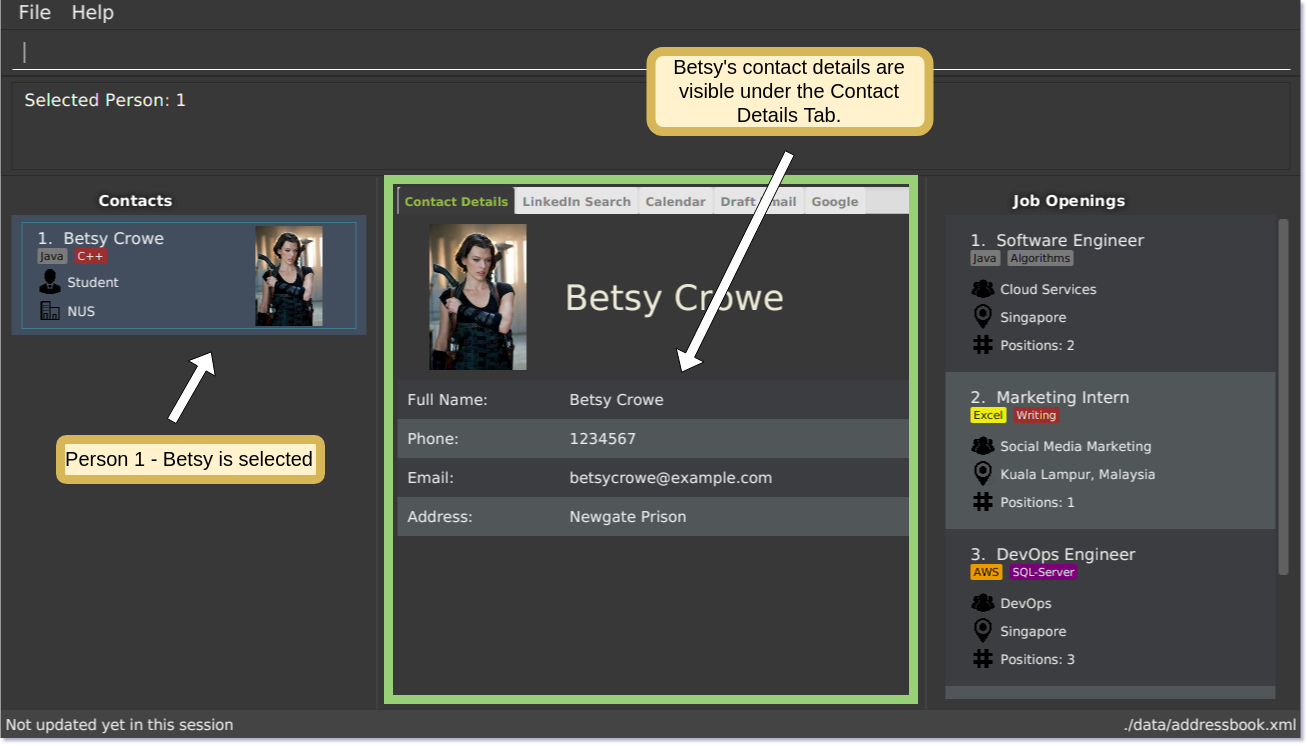 File Help
Selected Person: 1
Betsy's contact details are
visible under the Contact
Details Tab.
Contacts
1. Betsy Crowe
Java C++
Student
NUS
Person 1 - Betsy is selected
Contact Details LinkedIn Search Calendar Draft Email Google
Betsy Crowe
Full Name: Betsy Crowe
Phone: 1234567
Email: betsycrowe@example.com
Address: Newgate Prison
Job Openings
1. Software Engineer
Java Algorithms
Cloud Services
Singapore
Positions: 2
2. Marketing Intern
Excel Writing
Social Media Marketing
Kuala Lampur, Malaysia
Positions: 1
3. DevOps Engineer
AWS SQL-Server
DevOps
Singapore
Positions: 3
Not updated yet in this session
./data/addressbook.xml